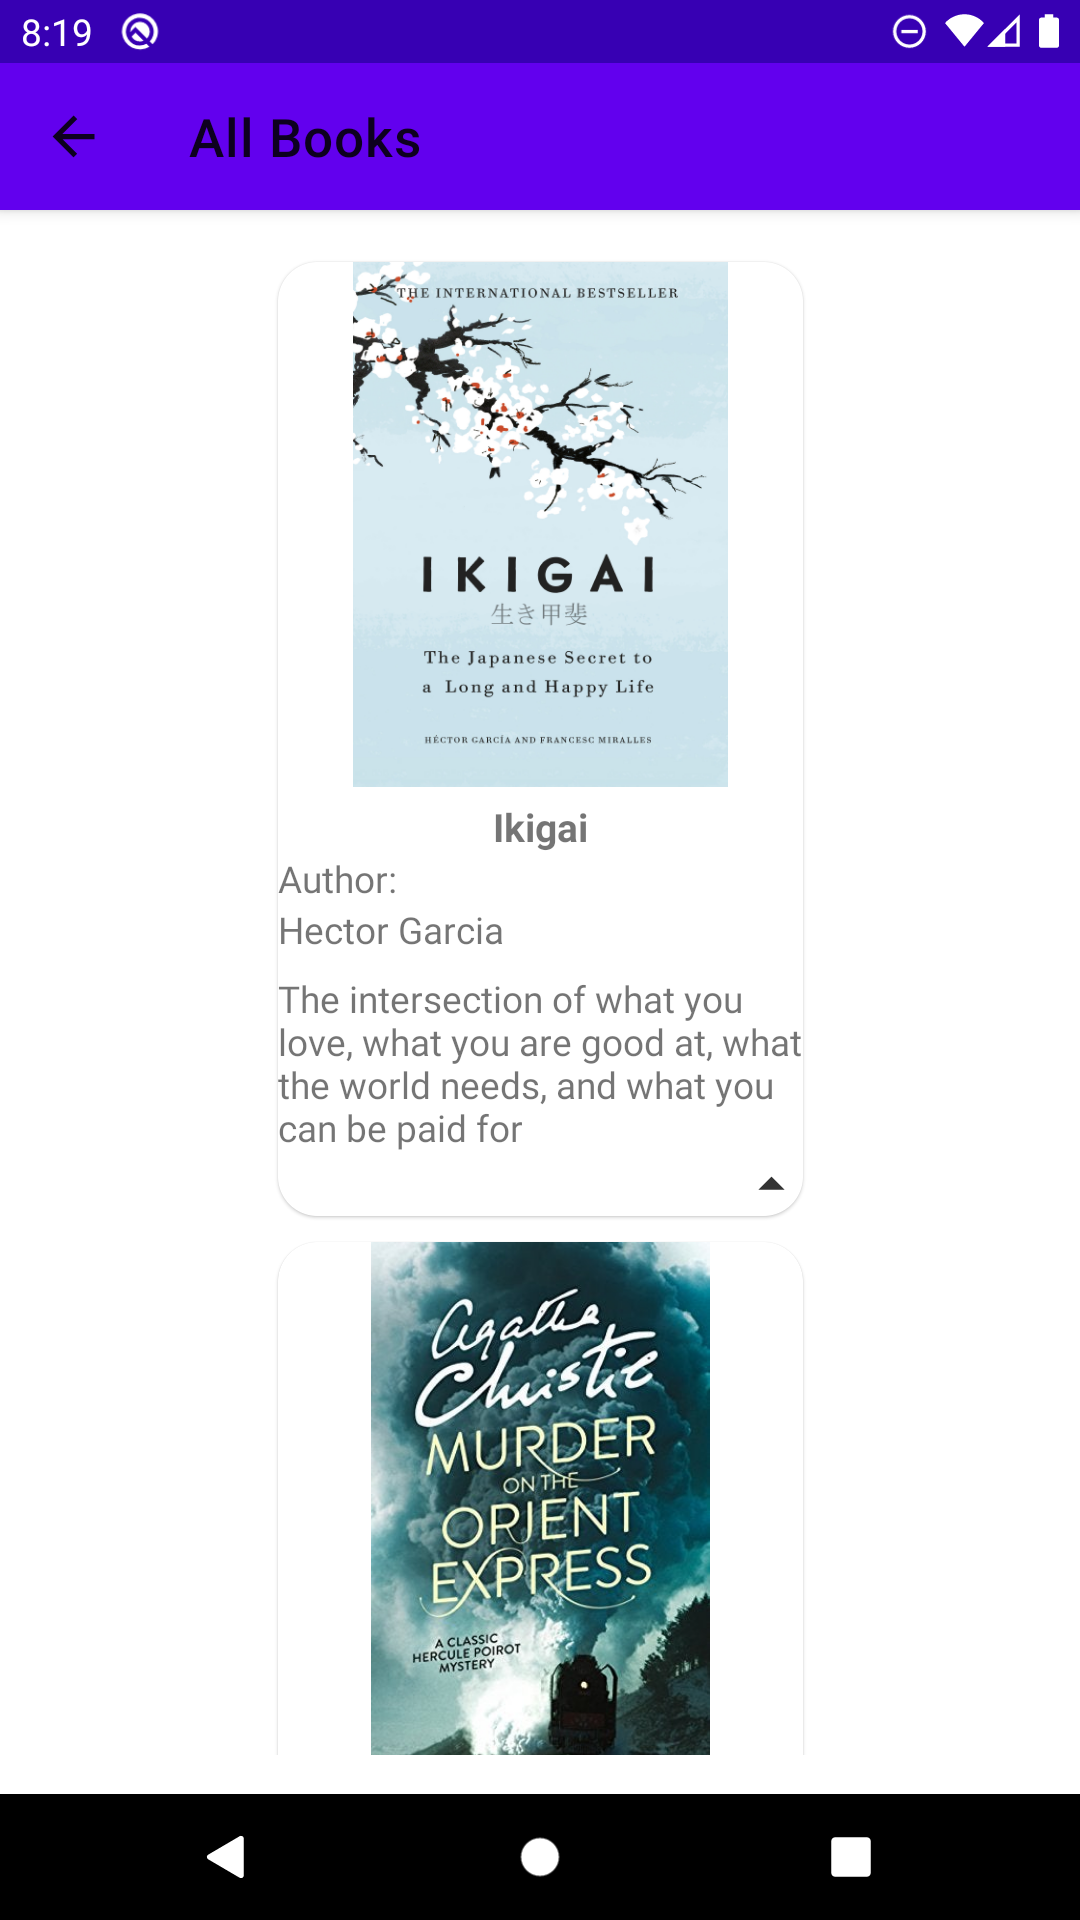 8:19
All Books
THE INTERNATIONAL BESTSELLER
IKIGAI
生き甲斐
The Japanese Secret to
a Long and Happy Life
HÉCTOR GARCÍA AND FRANCESC MIRALLES
Ikigai
Author:
Hector Garcia
The intersection of what you
love, what you are good at, what
the world needs, and what you
can be paid for
Agatha
Christie
MURDER
ON THE
ORIENT
EXPRESS
A CLASSIC
HERCULE POIROT
MYSTERY